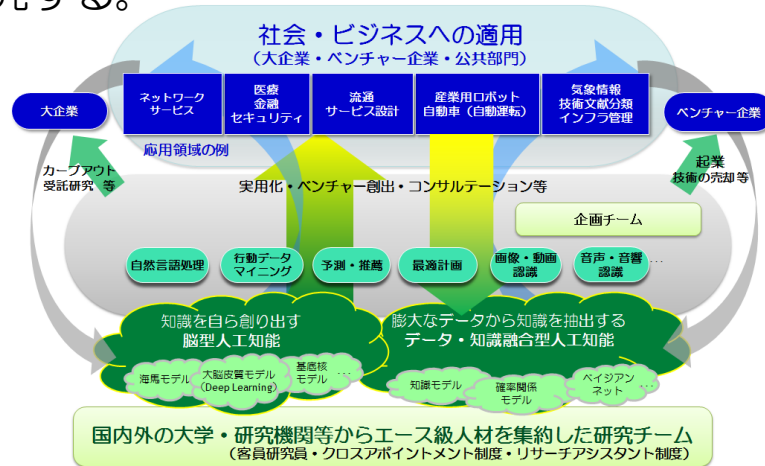 究する。
社会・ビジネスへの適用
（大企業・ベンチャー企業・公共部門）
大企業
ネットワーク
サービス
医療
金融
セキュリティ
流通
サービス設計
産業用ロボット
自動車（自動運転）
気象情報
技術文献分類
インフラ管理
ベンチャー企業
応用領域の例
カーブアウト
受託研究 等
実用化・ベンチャー創出・コンサルテーション等
起業
技術の売却等
企画チーム
自然言語処理
行動データ
マイニング
予測・推薦
最適計画
画像・動画
認識
音声・音響
認識
…
知識を自ら創り出す
脳型人工知能
海馬モデル
大脳皮質モデル
（Deep Learning）
基底核
モデル
…
膨大なデータから知識を抽出する
データ・知識融合型人工知能
知識モデル
確率関係
モデル
ベイジアン
ネット
…
国内外の大学・研究機関等からエース級人材を集約した研究チーム
（客員研究員・クロスアポイントメント制度・リサーチアシスタント制度）